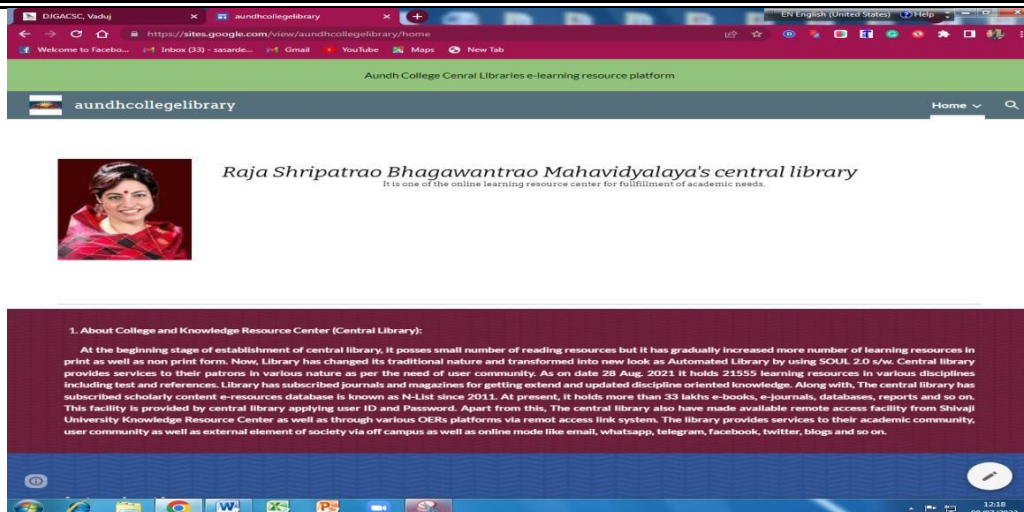 DJGACSC, Vaduj
aundhcollegelibrary
EN English (United States)
Help
https://sites.google.com/view/aundhcollegelibrary/home
Welcome to Facebo...
Inbox (33) - sasarde...
Gmail
YouTube
Maps
New Tab
Aundh College Cenral Libraries e-learning resource platform
aundhcollegelibrary
Home
Raja Shripatrao Bhagawantrao Mahavidyalaya's central library
It is one of the online learning resource center for fullfillment of academic needs.
1. About College and Knowledge Resource Center (Central Library):
At the beginning stage of establishment of central library, it posses small number of reading resources but it has gradually increased more number of learning resources in
print as well as non print form. Now, Library has changed its traditional nature and transformed into new look as Automated Library by using SOUL 2.0 s/w. Central library
provides services to their patrons in various nature as per the need of user community. As on date 28 Aug. 2021 it holds 21555 learning resources in various disciplines
including test and references. Library has subscribed journals and magazines for getting extend and updated discipline oriented knowledge. Along with, The central library has
subscribed scholarly content e-resources database is known as N-List since 2011. At present, it holds more than 33 lakhs e-books, e-journals, databases, reports and so on.
This facility is provided by central library applying user ID and Password. Apart from this, The central library also have made available remote access facility from Shivaji
University Knowledge Resource Center as well as through various OERs platforms via remot access link system. The library provides services to their academic community,
user community as well as external element of society via off campus as well as online mode like email, whatsapp, telegram, facebook, twitter, blogs and so on.
12:18